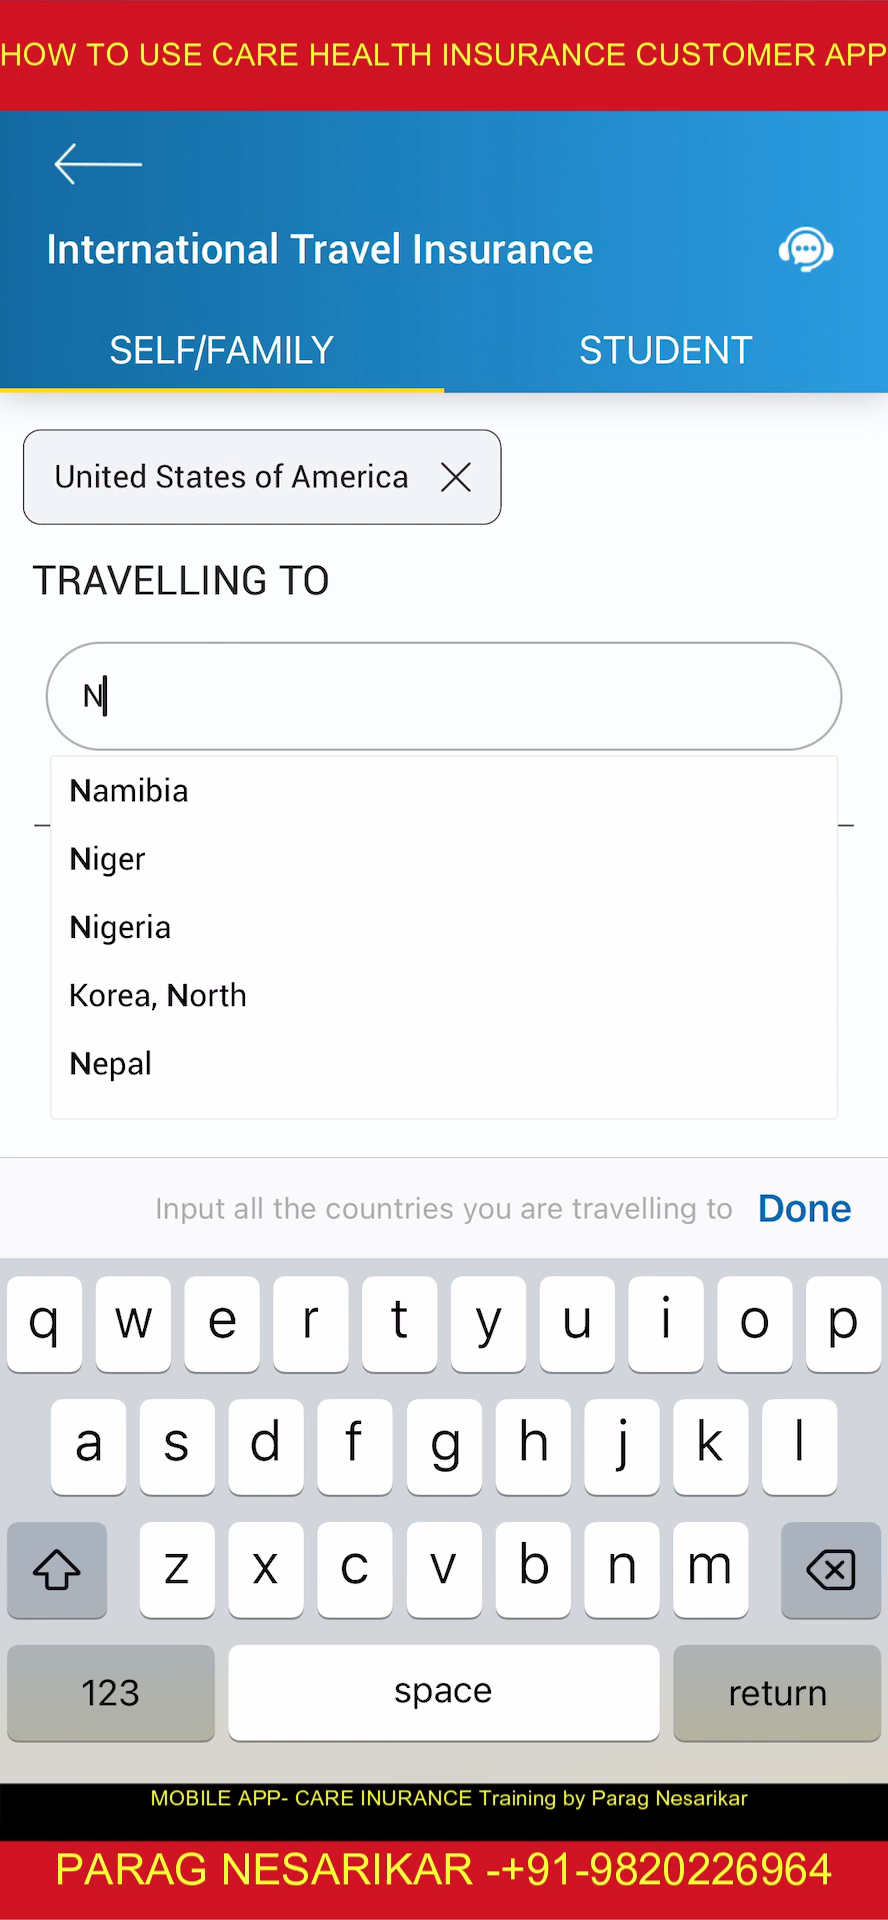 HOW TO USE CARE HEALTH INSURANCE CUSTOMER APP
International Travel Insurance
SELF/FAMILY STUDENT
United States of America
TRAVELLING TO
N
Namibia
Niger
Nigeria
Korea, North
Nepal
Input all the countries you are travelling to Done
q w e r t y u i o p
a s d f g h j k l
z x c v b n m
123 space return
MOBILE APP- CARE INURANCE Training by Parag Nesarikar
PARAG NESARIKAR -+91-9820226964